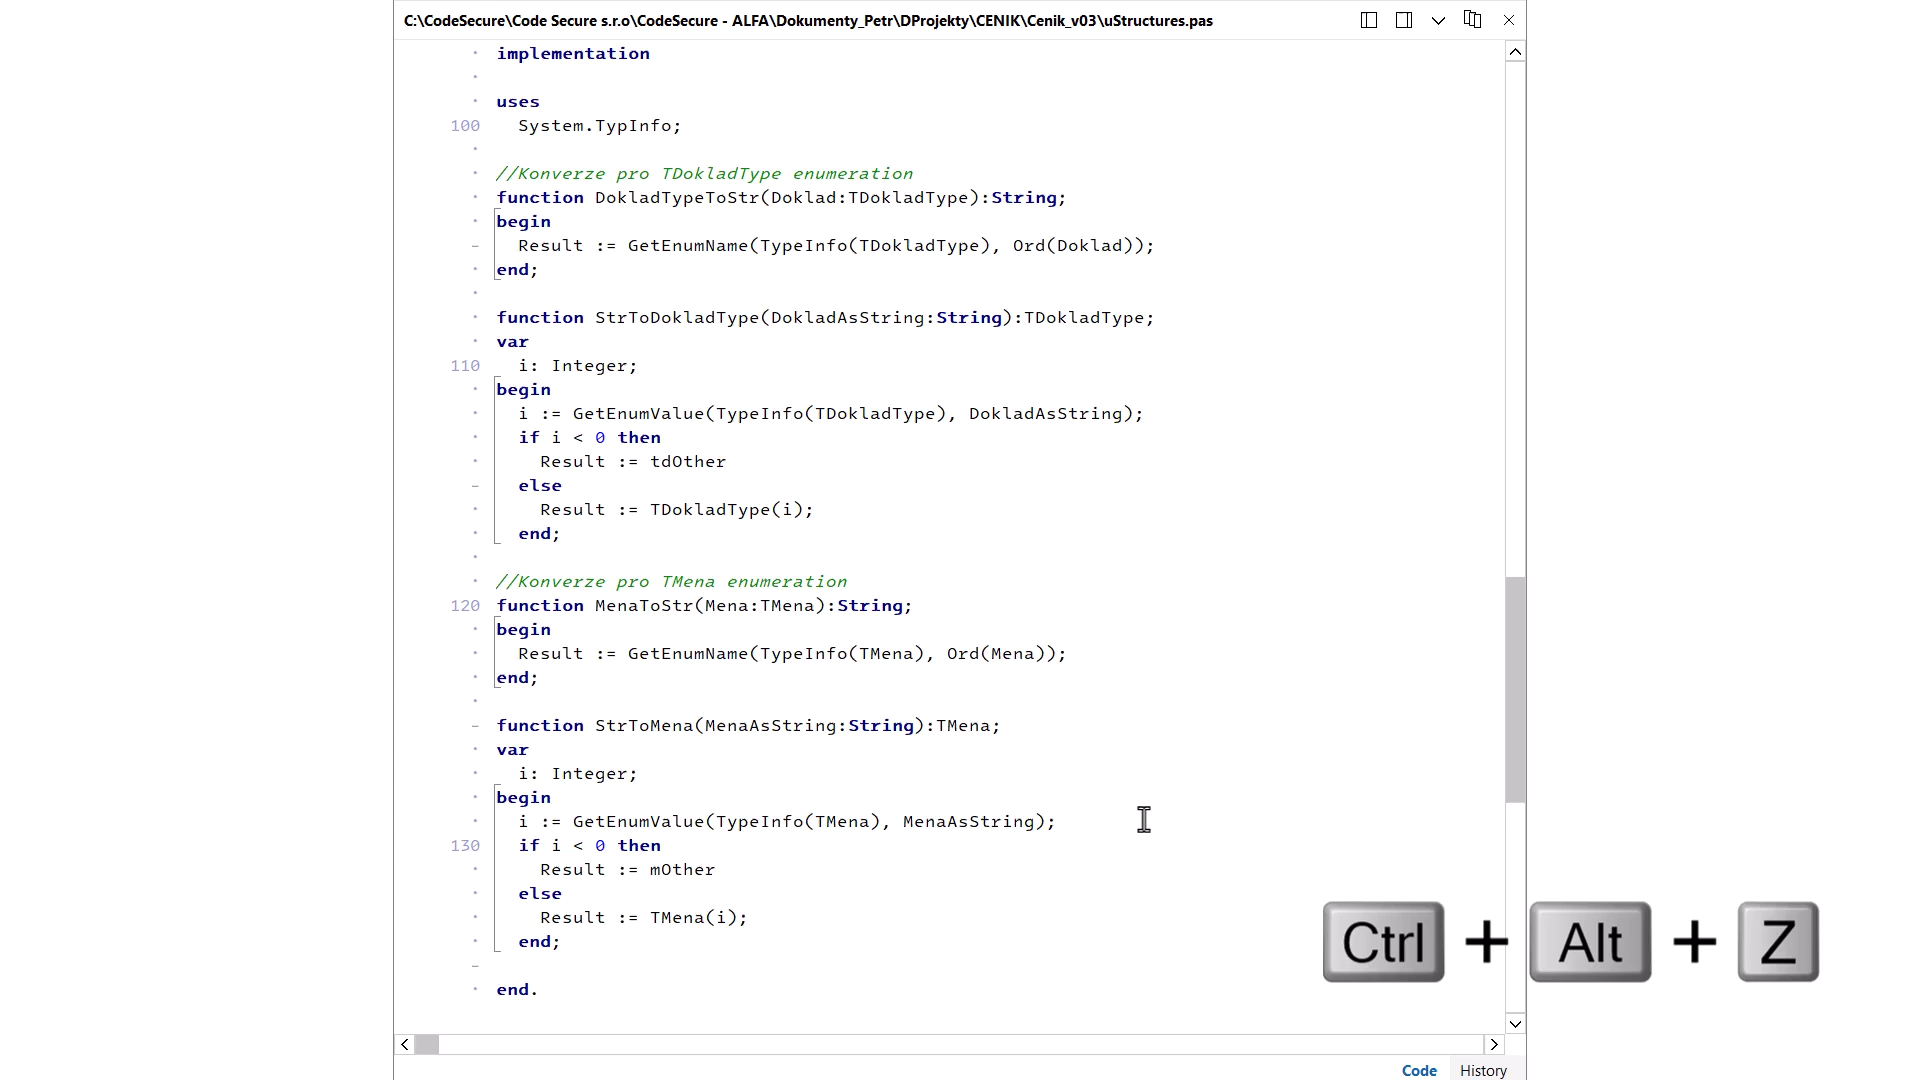 C:\CodeSecure\Code Secure s.r.o\CodeSecure - ALFA\Dokumenty_Petr\DProjekty\CENIK\Cenik_v03\uStructures.pas
implementation
uses
100 System.TypInfo;
//Konverze pro TDokladType enumeration
function DokladTypeToStr(Doklad:TDokladType):String;
begin
Result := GetEnumName(TypeInfo(TDokladType), Ord(Doklad));
end;
function StrToDokladType(DokladAsString:String):TDokladType;
var
110 i: Integer;
begin
i := GetEnumValue(TypeInfo(TDokladType), DokladAsString);
if i < 0 then
Result := tdOther
else
Result := TDokladType(i);
end;
//Konverze pro TMena enumeration
120 function MenaToStr(Mena:TMena):String;
begin
Result := GetEnumName(TypeInfo(TMena), Ord(Mena));
end;
function StrToMena(MenaAsString:String):TMena;
var
i: Integer;
begin
i := GetEnumValue(TypeInfo(TMena), MenaAsString);
130 if i < 0 then
Result := mOther
else
Result := TMena(i);
end;
end.
Ctrl + Alt + Z
Code History